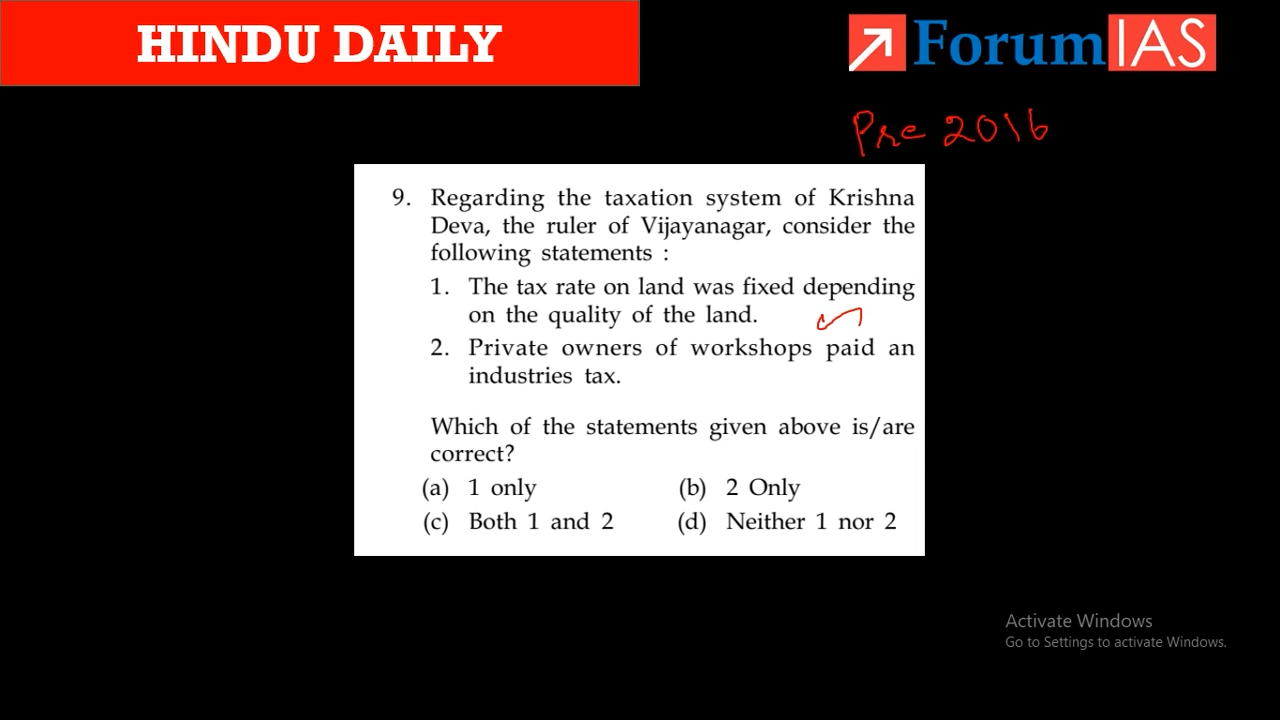 HINDU DAILY
ForumIAS
Pre 2016
9. Regarding the taxation system of Krishna
Deva, the ruler of Vijayanagar, consider the
following statements :
1. The tax rate on land was fixed depending
on the quality of the land.
2. Private owners of workshops paid an
industries tax.
Which of the statements given above is/are
correct?
(a) 1 only (b) 2 Only
(c) Both 1 and 2 (d) Neither 1 nor 2
Activate Windows
Go to Settings to activate Windows.